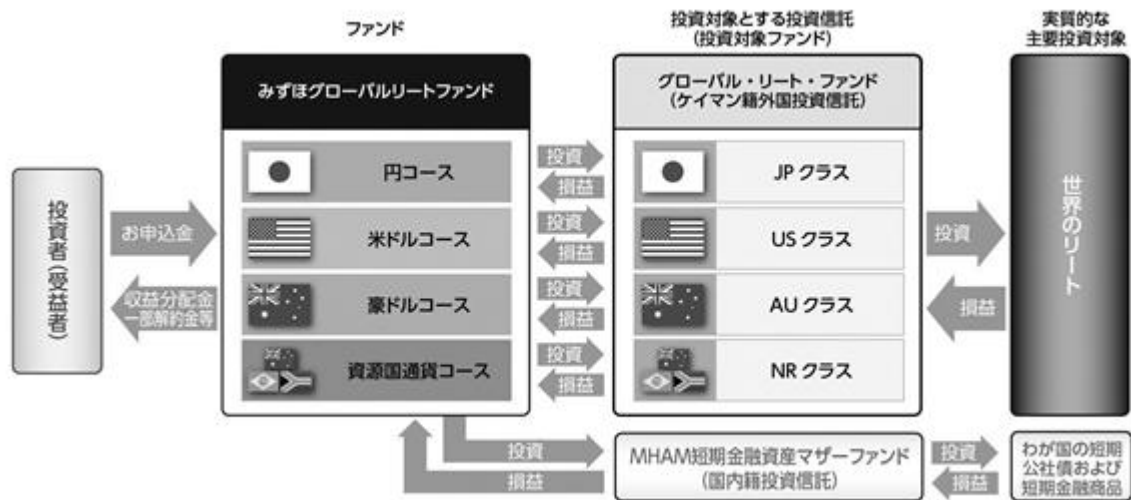 ファンド
投資対象とする投資信託
(投資対象ファンド)
実質的な
主要投資対象
みずほグローバルリートファンド
グローバル・リート・ファンド
(ケイマン籍外国投資信託)
投資者(受益者)
お申込金
収益分配金
一部解約金等
円コース
投資
損益
JP クラス
米ドルコース
投資
損益
US クラス
豪ドルコース
投資
損益
AU クラス
資源国通貨コース
投資
損益
NR クラス
投資
損益
世界のリート
投資
損益
MHAM短期金融資産マザーファンド
(国内籍投資信託)
投資
損益
わが国の短期
公社債および
短期金融商品